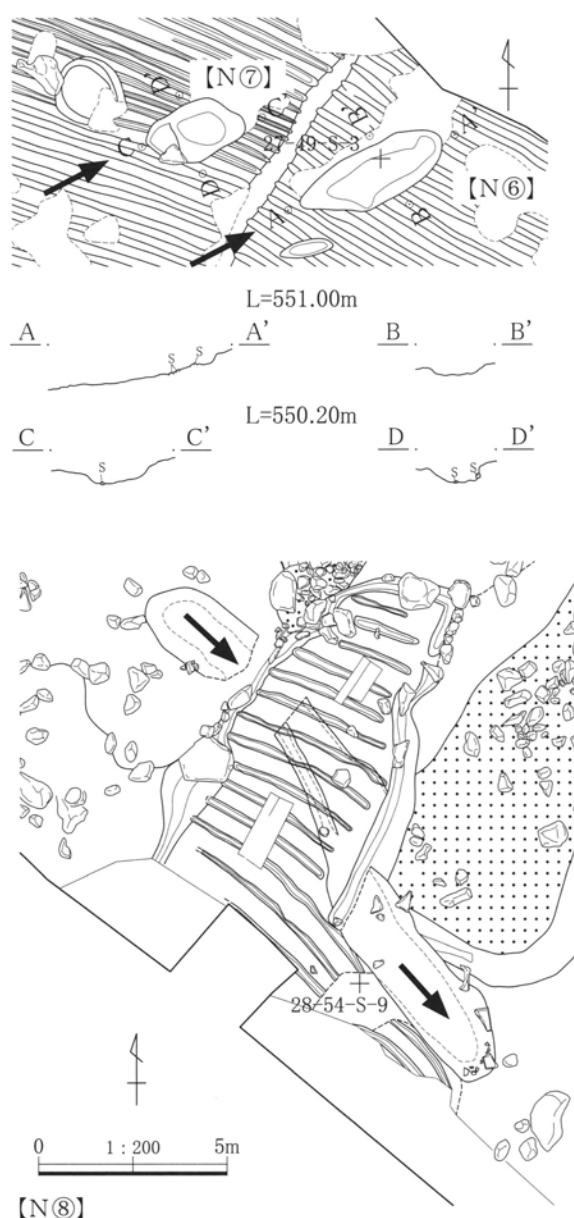 【N⑦】
D'
C'
B'
A'
27-49-S-3
C
D
【N⑥】
A
B
L=551.00m
A
A'
B
B'
S
S
L=550.20m
C
C'
D
D'
S
S
S
28-54-S-9
0
1：200
5m
【N⑧】